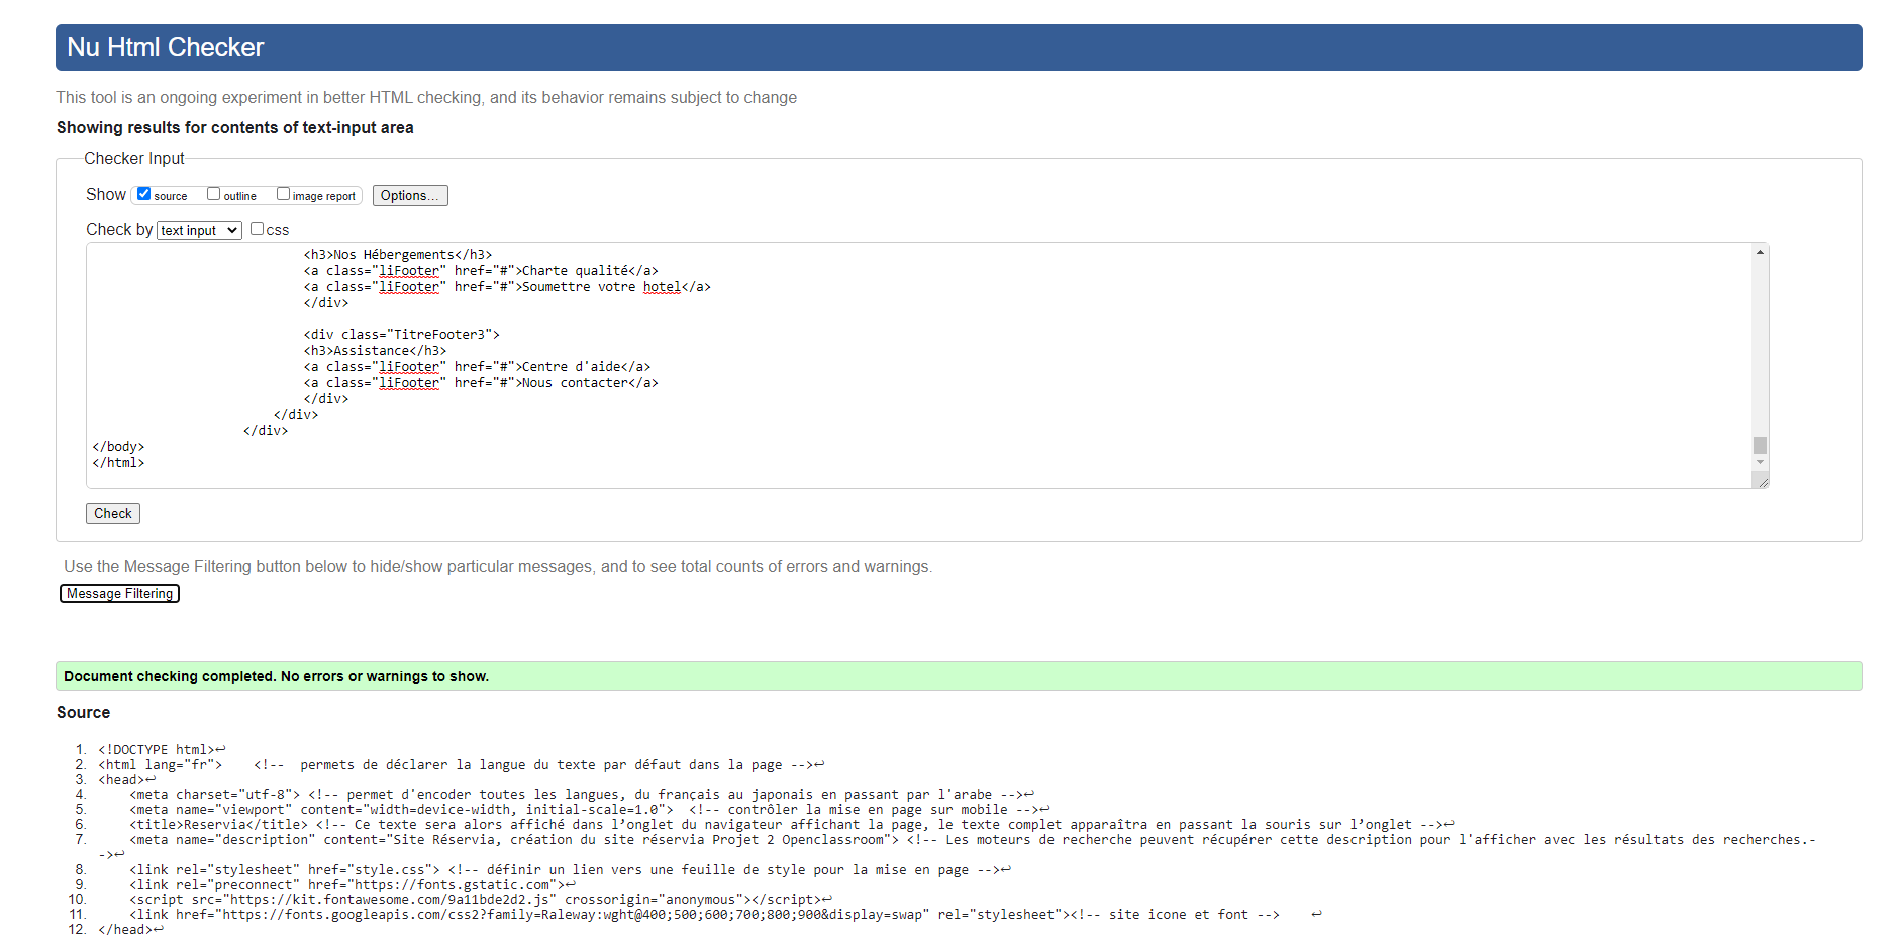 Nu Html Checker
This tool is an ongoing experiment in better HTML checking, and its behavior remains subject to change
Showing results for contents of text-input area
Checker Input
Show source outline image report Options...
Check by text input css
<h3>Nos Hébergements</h3>
<a class="liFooter" href="#">Charte qualité</a>
<a class="liFooter" href="#">Soumettre votre hotel</a>
</div>
<div class="TitreFooter3">
<h3>Assistance</h3>
<a class="liFooter" href="#">Centre d'aide</a>
<a class="liFooter" href="#">Nous contacter</a>
</div>
</div>
</div>
</body>
</html>
Check
Use the Message Filtering button below to hide/show particular messages, and to see total counts of errors and warnings.
Message Filtering
Document checking completed. No errors or warnings to show.
Source
1. <!DOCTYPE html>↩
2. <html lang="fr"> <!-- permets de déclarer la langue du texte par défaut dans la page -->↩
3. <head>↩
4. <meta charset="utf-8"> <!-- permet d'encoder toutes les langues, du français au japonais en passant par l'arabe -->↩
5. <meta name="viewport" content="width=device-width, initial-scale=1.0"> <!-- contrôler la mise en page sur mobile -->↩
6. <title>Reservia</title> <!-- Ce texte sera alors affiché dans l’onglet du navigateur affichant la page, le texte complet apparaîtra en passant la souris sur l’onglet -->↩
7. <meta name="description" content="Site Réservia, création du site réservia Projet 2 Openclassroom"> <!-- Les moteurs de recherche peuvent récupérer cette description pour l'afficher avec les résultats des recherches.-
->↩
8. <link rel="stylesheet" href="style.css"> <!-- définir un lien vers une feuille de style pour la mise en page -->↩
9. <link rel="preconnect" href="https://fonts.gstatic.com">↩
10. <script src="https://kit.fontawesome.com/9a11bde2d2.js" crossorigin="anonymous"></script>↩
11. <link href="https://fonts.googleapis.com/css2?family=Raleway:wght@400;500;600;700;800;900&display=swap" rel="stylesheet"><!-- site icone et font --> ↩
12. </head>↩